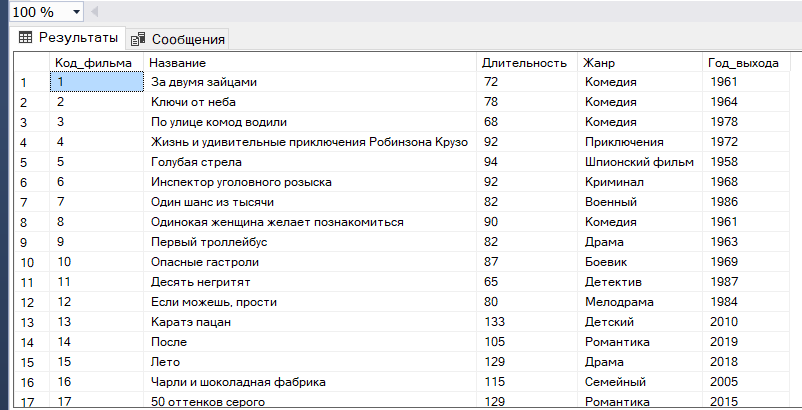 100 %
Результаты Сообщения
Код_фильма Название Длительность Жанр Год_выхода
1 1 За двумя зайцами 72 Комедия 1961
2 2 Ключи от неба 78 Комедия 1964
3 3 По улице комод водили 68 Комедия 1978
4 4 Жизнь и удивительные приключения Робинзона Крузо 92 Приключения 1972
5 5 Голубая стрела 94 Шпионский фильм 1958
6 6 Инспектор уголовного розыска 92 Криминал 1968
7 7 Один шанс из тысячи 82 Военный 1986
8 8 Одинокая женщина желает познакомиться 90 Комедия 1961
9 9 Первый троллейбус 82 Драма 1963
10 10 Опасные гастроли 87 Боевик 1969
11 11 Десять негритят 65 Детектив 1987
12 12 Если можешь, прости 80 Мелодрама 1984
13 13 Каратэ пацан 133 Детский 2010
14 14 После 105 Романтика 2019
15 15 Лето 129 Драма 2018
16 16 Чарли и шоколадная фабрика 115 Семейный 2005
17 17 50 оттенков серого 129 Романтика 2015